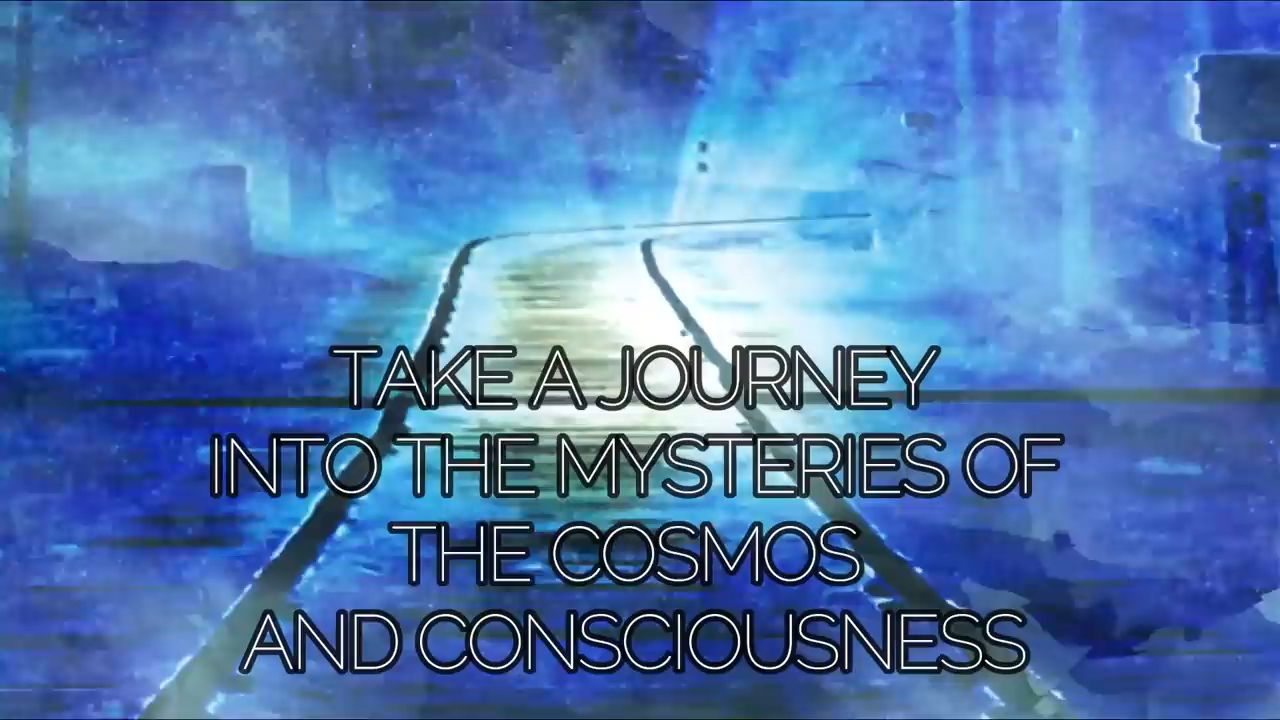 TAKE A JOURNEY
INTO THE MYSTERIES OF
THE COSMOS
AND CONSCIOUSNESS